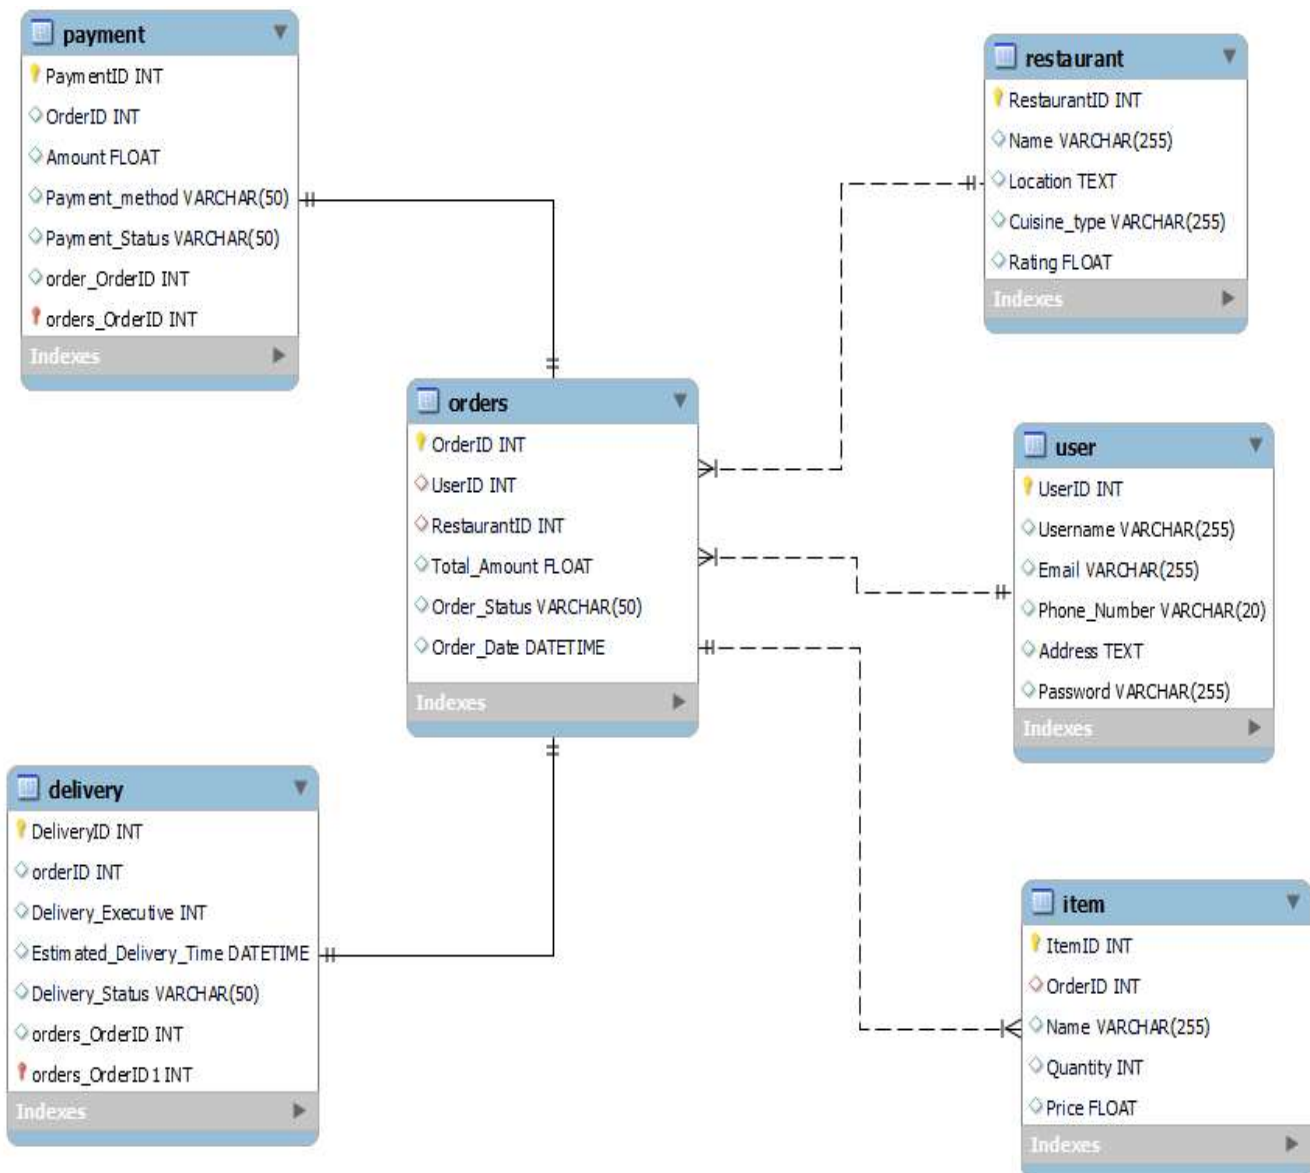 payment
PaymentID INT
OrderID INT
Amount FLOAT
Payment_method VARCHAR(50)
Payment_Status VARCHAR(50)
order_OrderID INT
orders_OrderID INT
Indexes
restaurant
RestaurantID INT
Name VARCHAR(255)
Location TEXT
Cuisine_type VARCHAR(255)
Rating FLOAT
Indexes
orders
OrderID INT
UserID INT
RestaurantID INT
Total_Amount FLOAT
Order_Status VARCHAR(50)
Order_Date DATETIME
Indexes
user
UserID INT
Username VARCHAR(255)
Email VARCHAR(255)
Phone_Number VARCHAR(20)
Address TEXT
Password VARCHAR(255)
Indexes
delivery
DeliveryID INT
orderID INT
Delivery_Executive INT
Estimated_Delivery_Time DATETIME
Delivery_Status VARCHAR(50)
orders_OrderID INT
orders_OrderID1 INT
Indexes
item
ItemID INT
OrderID INT
Name VARCHAR(255)
Quantity INT
Price FLOAT
Indexes